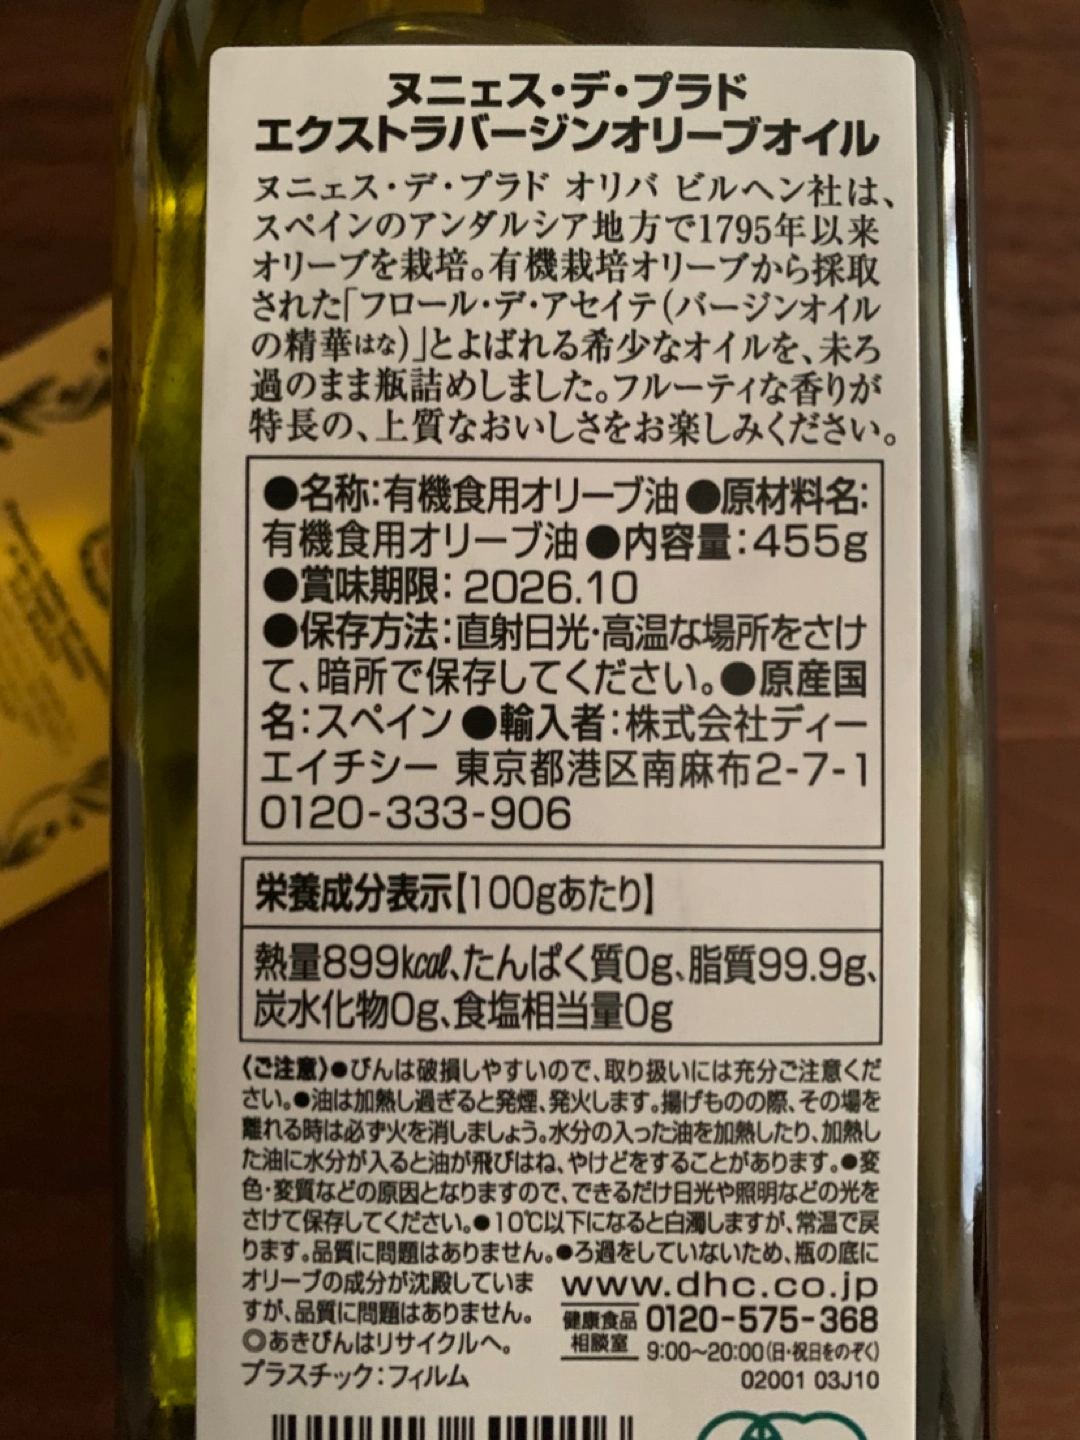 ヌニェス・デ・プラド
エクストラバージンオリーブオイル
ヌニェス・デ・プラド オリバ ビルヘン社は、
スペインのアンダルシア地方で1795年以来
オリーブを栽培。有機栽培オリーブから採取
された「フロール・デ・アセイテ(バージンオイル
の精華はな)」とよばれる希少なオイルを、未ろ
過のまま瓶詰めしました。フルーティな香りが
特長の、上質なおいしさをお楽しみください。
●名称:有機食用オリーブ油●原材料名:
有機食用オリーブ油●内容量:455g
●賞味期限:2026.10
●保存方法:直射日光・高温な場所をさけ
て、暗所で保存してください。●原産国
名:スペイン●輸入者:株式会社ディー
エイチシー 東京都港区南麻布2-7-1
0120-333-906
栄養成分表示【100gあたり】
熱量899kcal、たんぱく質0g、脂質99.9g、
炭水化物0g、食塩相当量0g
〈ご注意〉●びんは破損しやすいので、取り扱いには充分ご注意くだ
さい。●油は加熱し過ぎると発煙、発火します。揚げものの際、その場を
離れる時は必ず火を消しましょう。水分の入った油を加熱したり、加熱し
た油に水分が入ると油が飛びはね、やけどをすることがあります。●変
色・変質などの原因となりますので、できるだけ日光や照明などの光を
さけて保存してください。●10℃以下になると白濁しますが、常温で戻
ります。品質に問題はありません。●ろ過をしていないため、瓶の底に
オリーブの成分が沈殿していま
すが、品質に問題はありません。
◎あきびんはリサイクルへ。
プラスチック:フィルム
www.dhc.co.jp
健康食品
相談室
0120-575-368
9:00〜20:00(日・祝日をのぞく)
02001 03J10